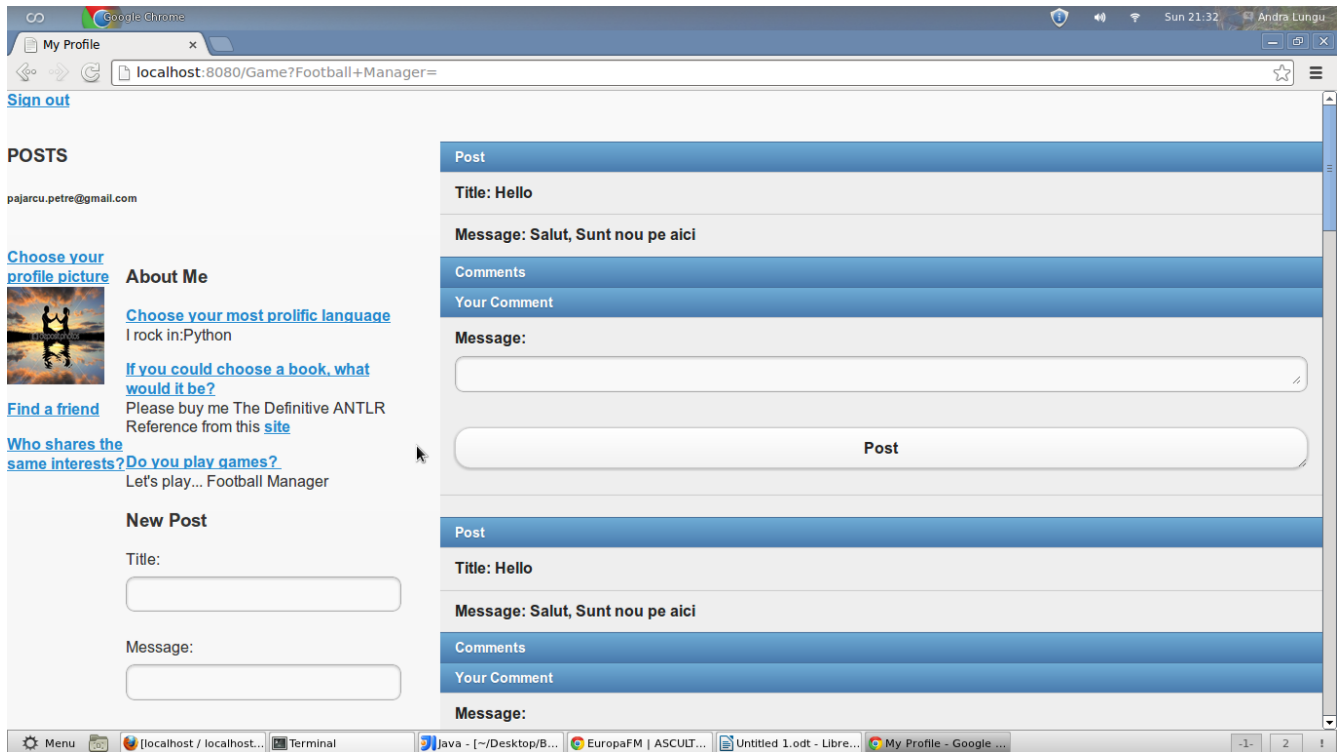 Google Chrome
Sun 21:32 Andra Lungu
My Profile
localhost:8080/Game?Football+Manager=
Sign out
POSTS
pajarcu.petre@gmail.com
Choose your
profile picture
Find a friend
Who shares the
same interests?
About Me
Choose your most prolific language
I rock in:Python
If you could choose a book, what
would it be?
Please buy me The Definitive ANTLR
Reference from this site
Do you play games?
Let's play... Football Manager
New Post
Title:
Message:
Post
Title: Hello
Message: Salut, Sunt nou pe aici
Comments
Your Comment
Message:
Post
Post
Title: Hello
Message: Salut, Sunt nou pe aici
Comments
Your Comment
Message:
Menu [localhost / localhost... Terminal Java - [~/Desktop/B... EuropaFM | ASCULT... Untitled 1.odt - Libre... My Profile - Google ... -1- 2 !